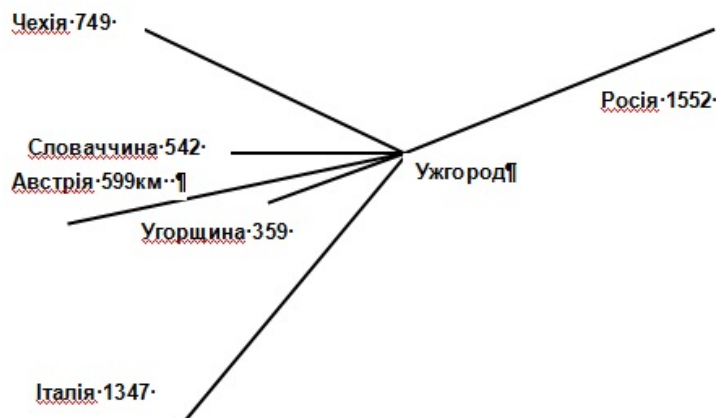 Чехія·749·
Росія·1552·
Словаччина·542·
Австрія·599км··¶
Ужгород¶
Угорщина·359·
Італія·1347·